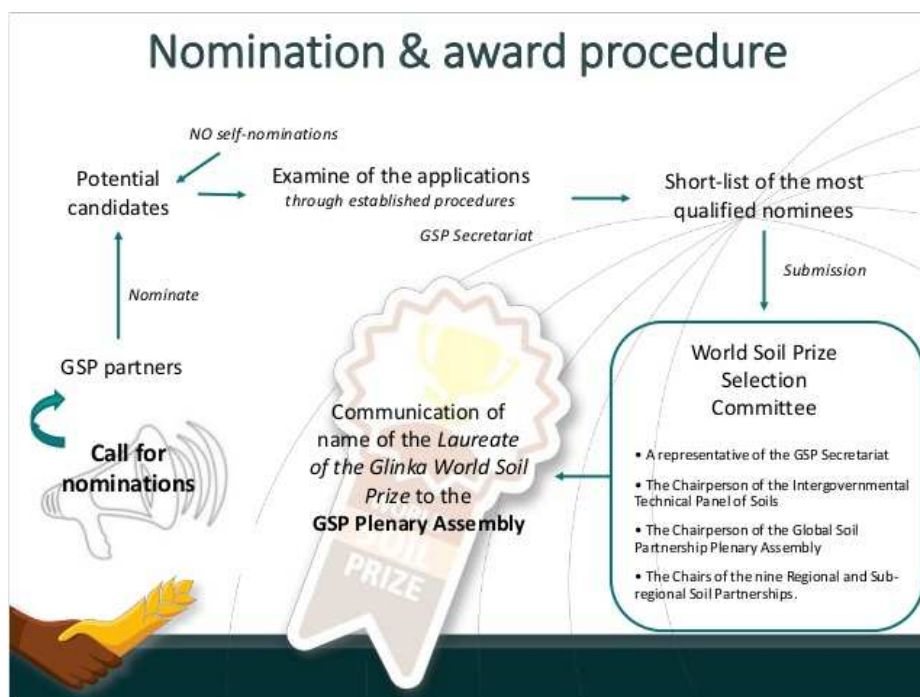 Nomination & award procedure
NO self-nominations
Potential
candidates
Examine of the applications
through established procedures
GSP Secretariat
Short-list of the most
qualified nominees
Submission
Nominate
GSP partners
Call for
nominations
World Soil Prize
Selection
Committee
• A representative of the GSP Secretariat
• The Chairperson of the Intergovernmental
Technical Panel of Soils
• The Chairperson of the Global Soil
Partnership Plenary Assembly
• The Chairs of the nine Regional and Sub-
regional Soil Partnerships.
Communication of
name of the Laureate
of the Glinka World Soil
Prize to the
GSP Plenary Assembly
PRIZE